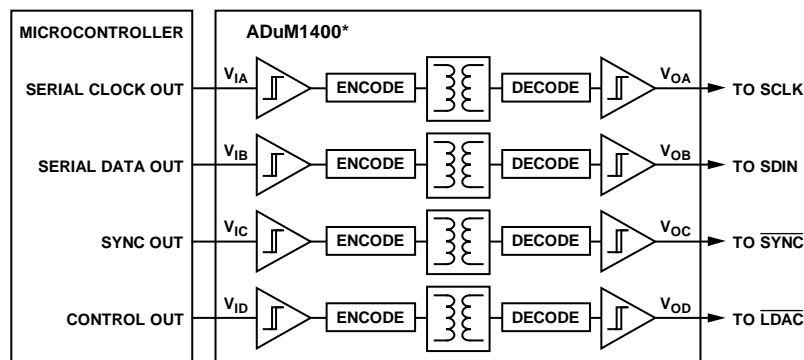 MICROCONTROLLER
ADuM1400*
SERIAL CLOCK OUT VIA ENCODE DECODE VOA TO SCLK
SERIAL DATA OUT VIB ENCODE DECODE VOB TO SDIN
SYNC OUT VIC ENCODE DECODE VOC TO SYNC
CONTROL OUT VID ENCODE DECODE VOD TO LDAC